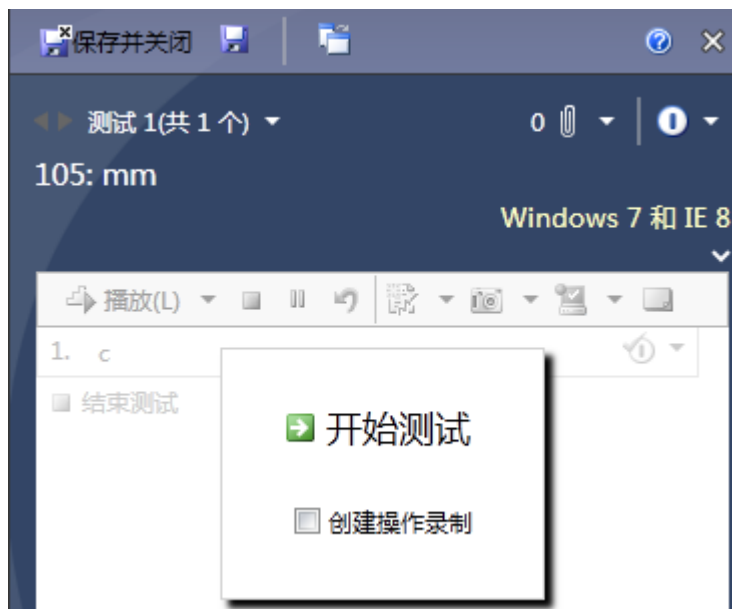 保存并关闭
测试 1(共 1 个)
0
105: mm
Windows 7 和 IE 8
播放(L)
1. c
结束测试
开始测试
创建操作录制